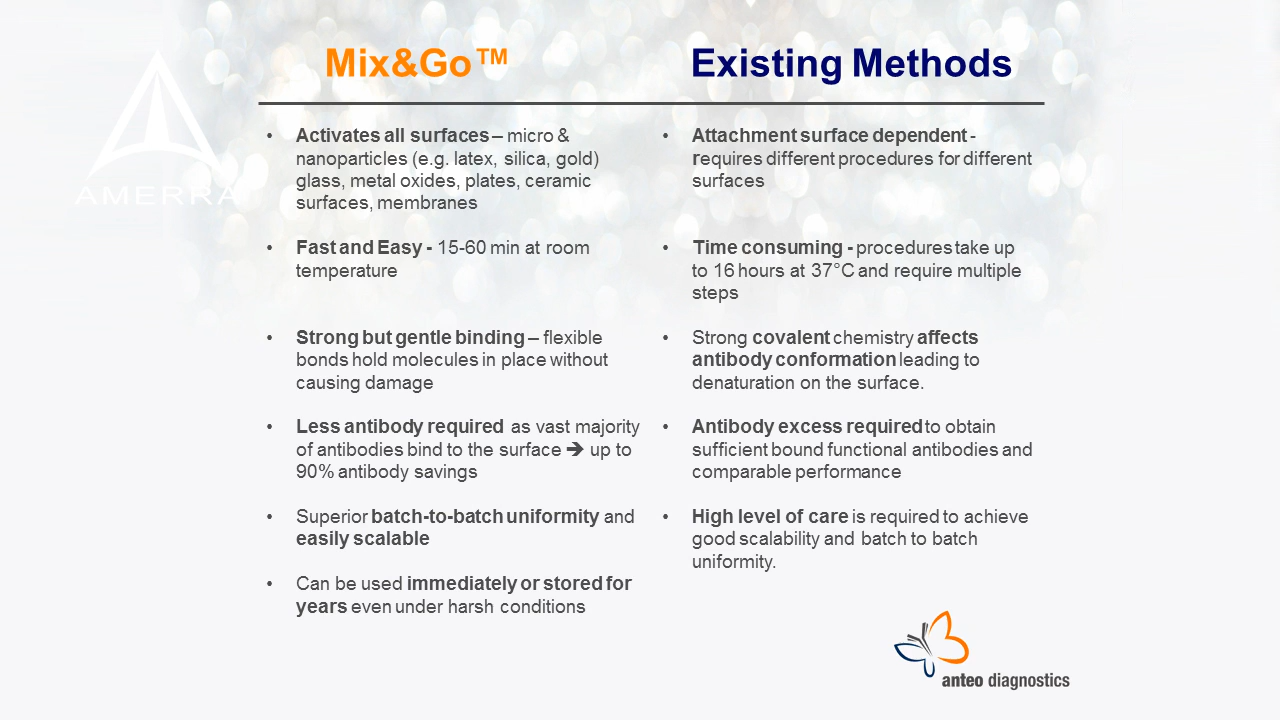 Mix&Go™
Existing Methods
AMERRA
• Activates all surfaces – micro &
nanoparticles (e.g. latex, silica, gold)
glass, metal oxides, plates, ceramic
surfaces, membranes
• Fast and Easy - 15-60 min at room
temperature
• Strong but gentle binding – flexible
bonds hold molecules in place without
causing damage
• Less antibody required as vast majority
of antibodies bind to the surface ➔ up to
90% antibody savings
• Superior batch-to-batch uniformity and
easily scalable
• Can be used immediately or stored for
years even under harsh conditions
• Attachment surface dependent -
requires different procedures for different
surfaces
• Time consuming - procedures take up
to 16 hours at 37°C and require multiple
steps
• Strong covalent chemistry affects
antibody conformation leading to
denaturation on the surface.
• Antibody excess required to obtain
sufficient bound functional antibodies and
comparable performance
• High level of care is required to achieve
good scalability and batch to batch
uniformity.
anteo diagnostics